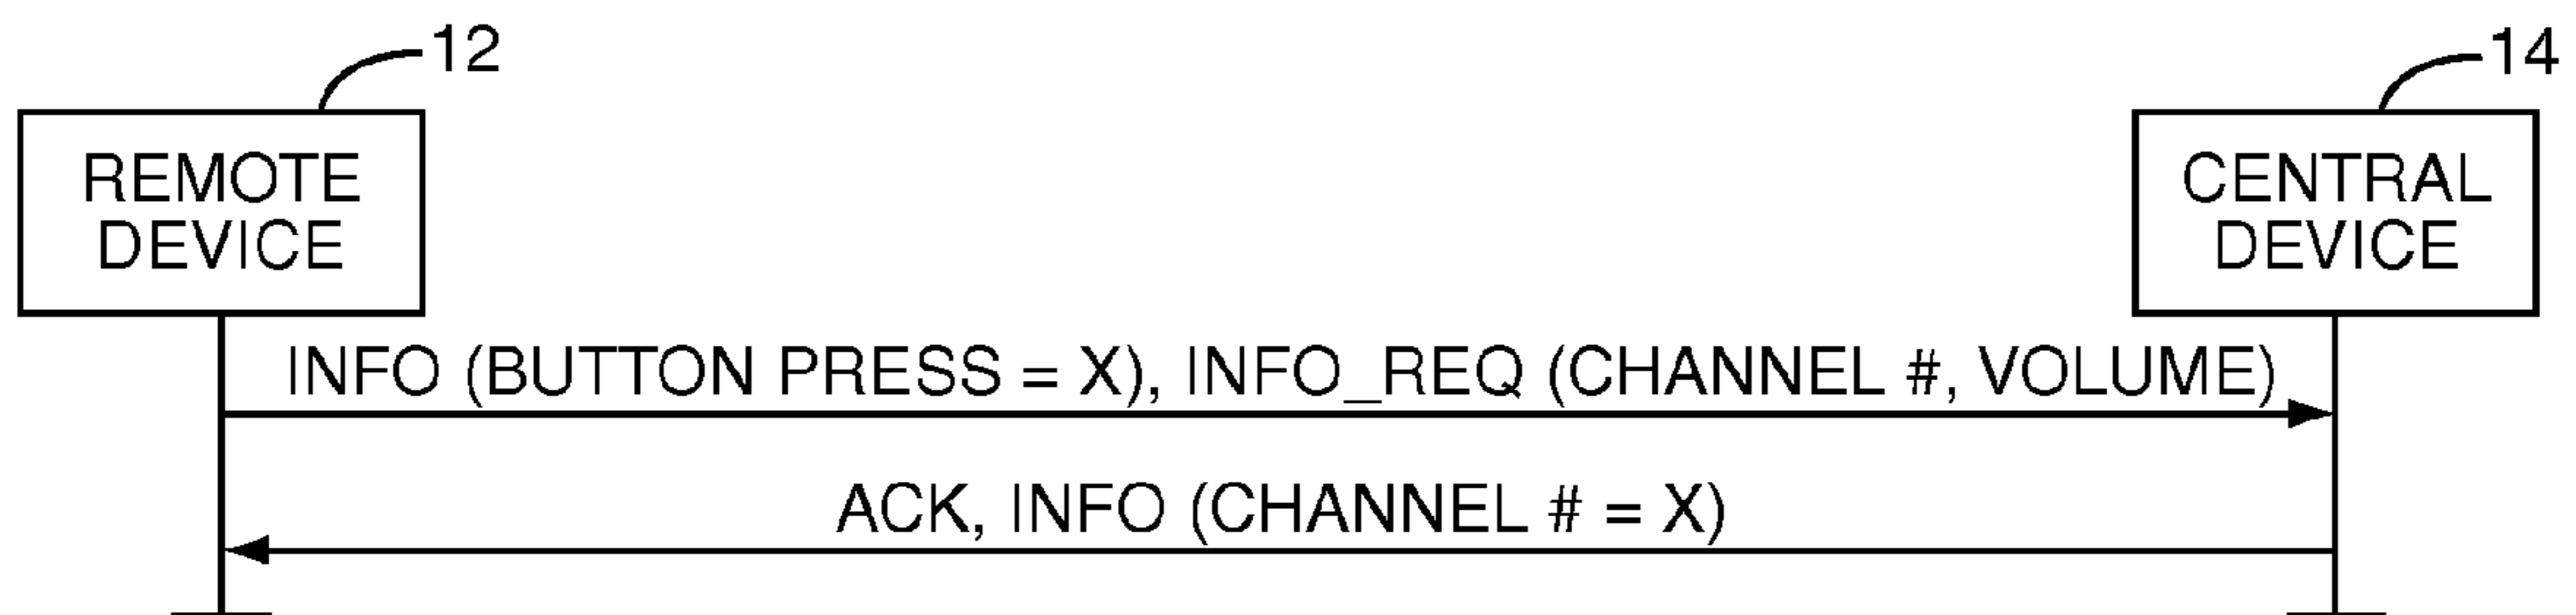 12
14
REMOTE
DEVICE
CENTRAL
DEVICE
INFO (BUTTON PRESS = X), INFO_REQ (CHANNEL #, VOLUME)
ACK, INFO (CHANNEL # = X)